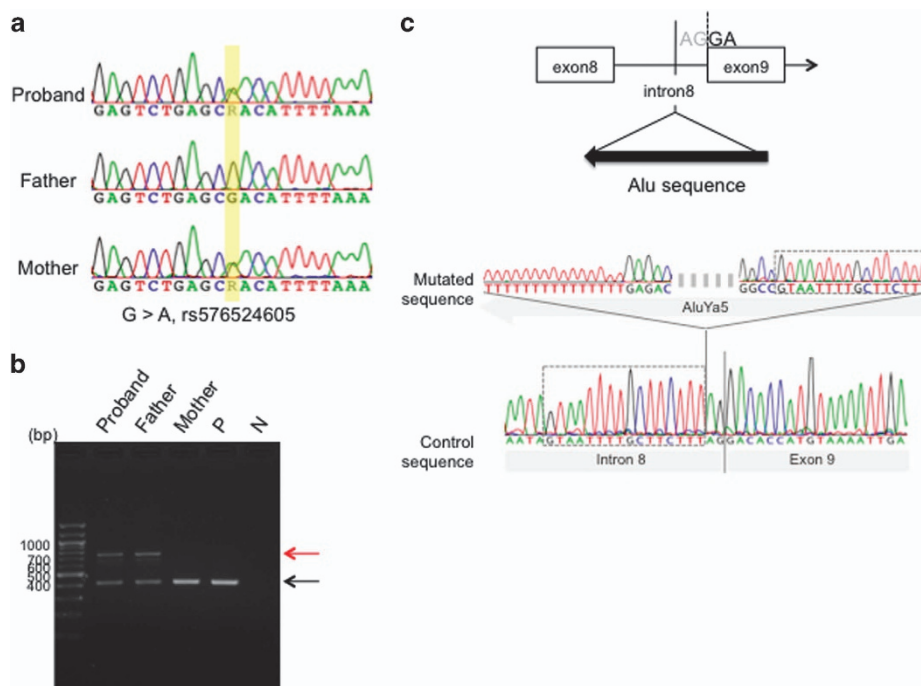 a
Proband
GAGTCTGAGCRACATTTTAAA
Father
GAGTCTGAGCGACATTTTAAA
Mother
GAGTCTGAGCRACATTTTAAA
G > A, rs576524605
b
Proband
Father
Mother
P
N
(bp)
1000
700
600
500
400
c
AGGA
exon8
exon9
intron8
Alu sequence
Mutated
sequence
GAGAC
GGCCGTAATTTTGCTTCTT
AluYa5
Control
sequence
AATAGTAATTTTGCTTCTTTAGGACACCATGTAAAATTGA
Intron 8
Exon 9